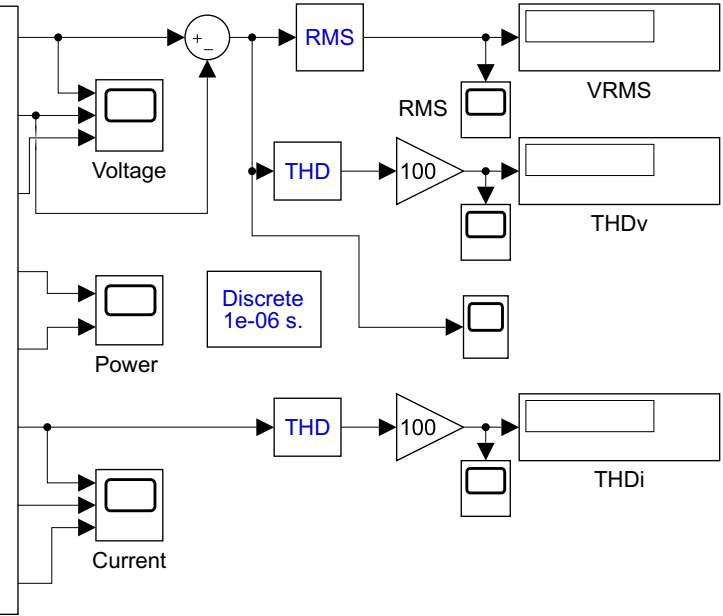 +
_
RMS
VRMS
RMS
Voltage
THD
100
THDv
Discrete
1e-06 s.
Power
THD
100
THDi
Current